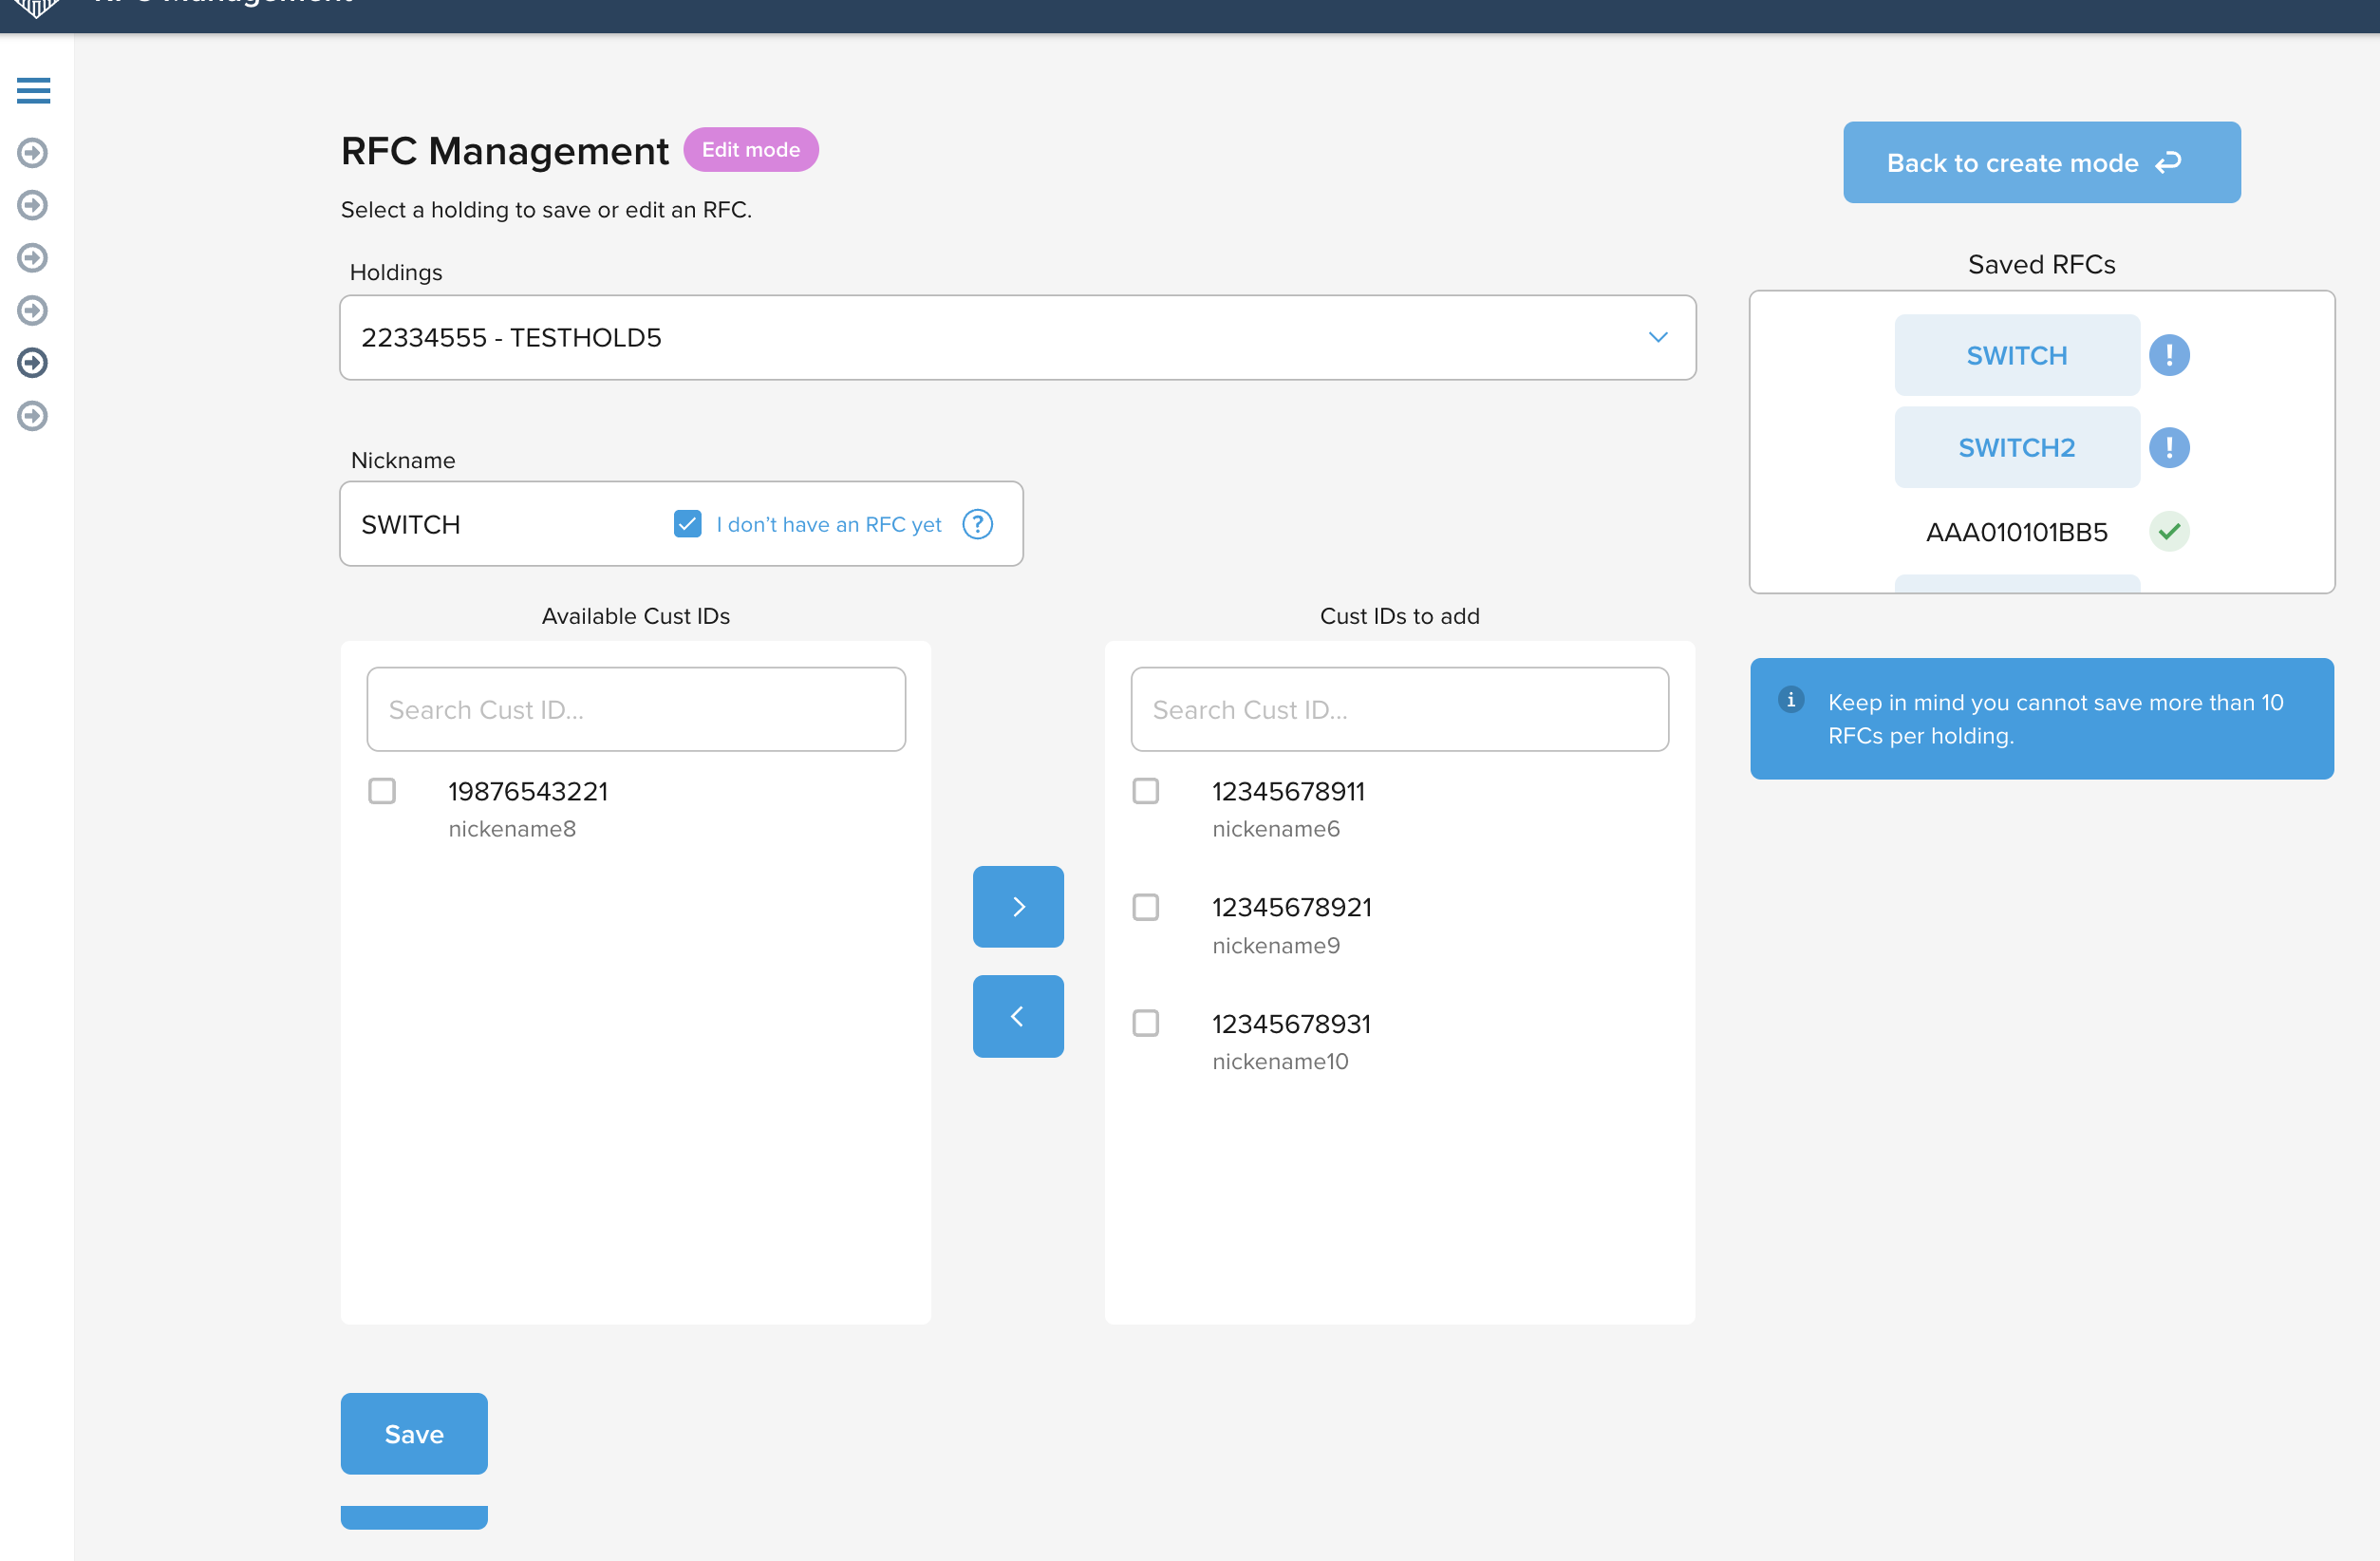 RFC Management
RFC Management
Edit mode
Back to create mode
Select a holding to save or edit an RFC.
Holdings
22334555 - TESTHOLD5
Saved RFCs
SWITCH
SWITCH2
AAA010101BB5
Nickname
SWITCH
I don't have an RFC yet
?
Available Cust IDs
Search Cust ID...
19876543221
nickename8
Cust IDs to add
Search Cust ID...
12345678911
nickename6
12345678921
nickename9
12345678931
nickename10
Keep in mind you cannot save more than 10
RFCs per holding.
Save